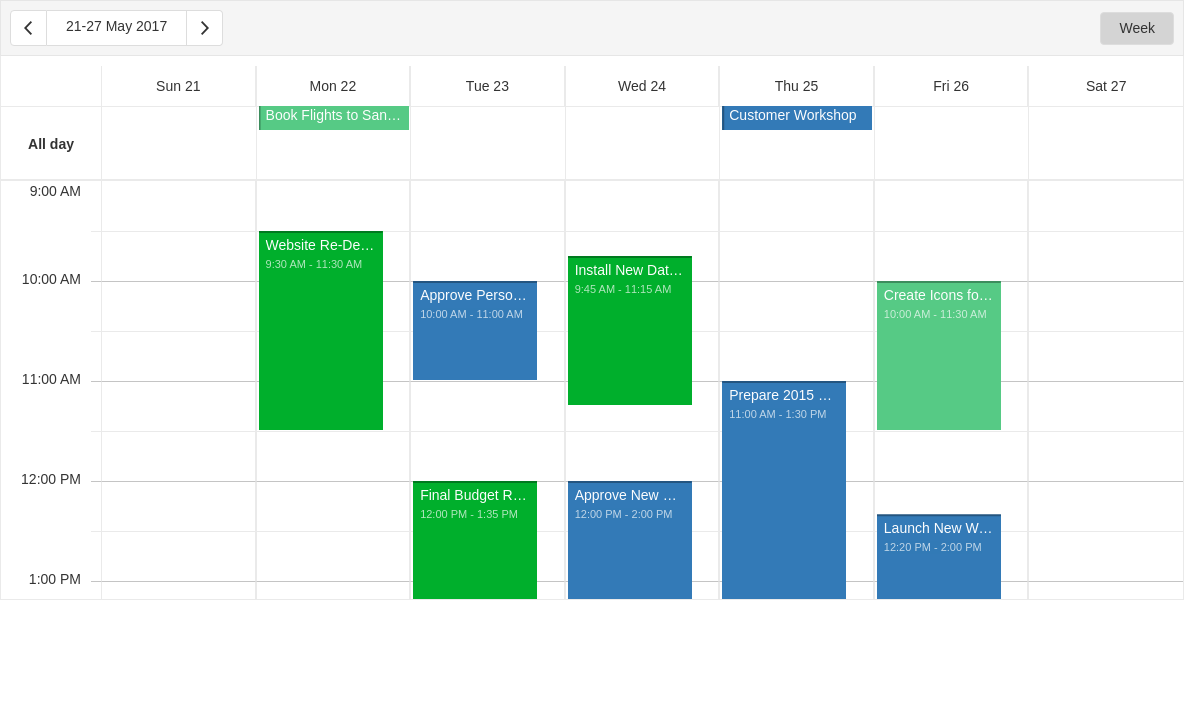 21-27 May 2017
Week
Sun 21
Mon 22
Tue 23
Wed 24
Thu 25
Fri 26
Sat 27
All day
Book Flights to San…
Customer Workshop
9:00 AM
10:00 AM
11:00 AM
12:00 PM
1:00 PM
Website Re-De…
9:30 AM - 11:30 AM
Approve Perso…
10:00 AM - 11:00 AM
Final Budget R…
12:00 PM - 1:35 PM
Install New Dat…
9:45 AM - 11:15 AM
Approve New …
12:00 PM - 2:00 PM
Prepare 2015 …
11:00 AM - 1:30 PM
Create Icons fo…
10:00 AM - 11:30 AM
Launch New W…
12:20 PM - 2:00 PM